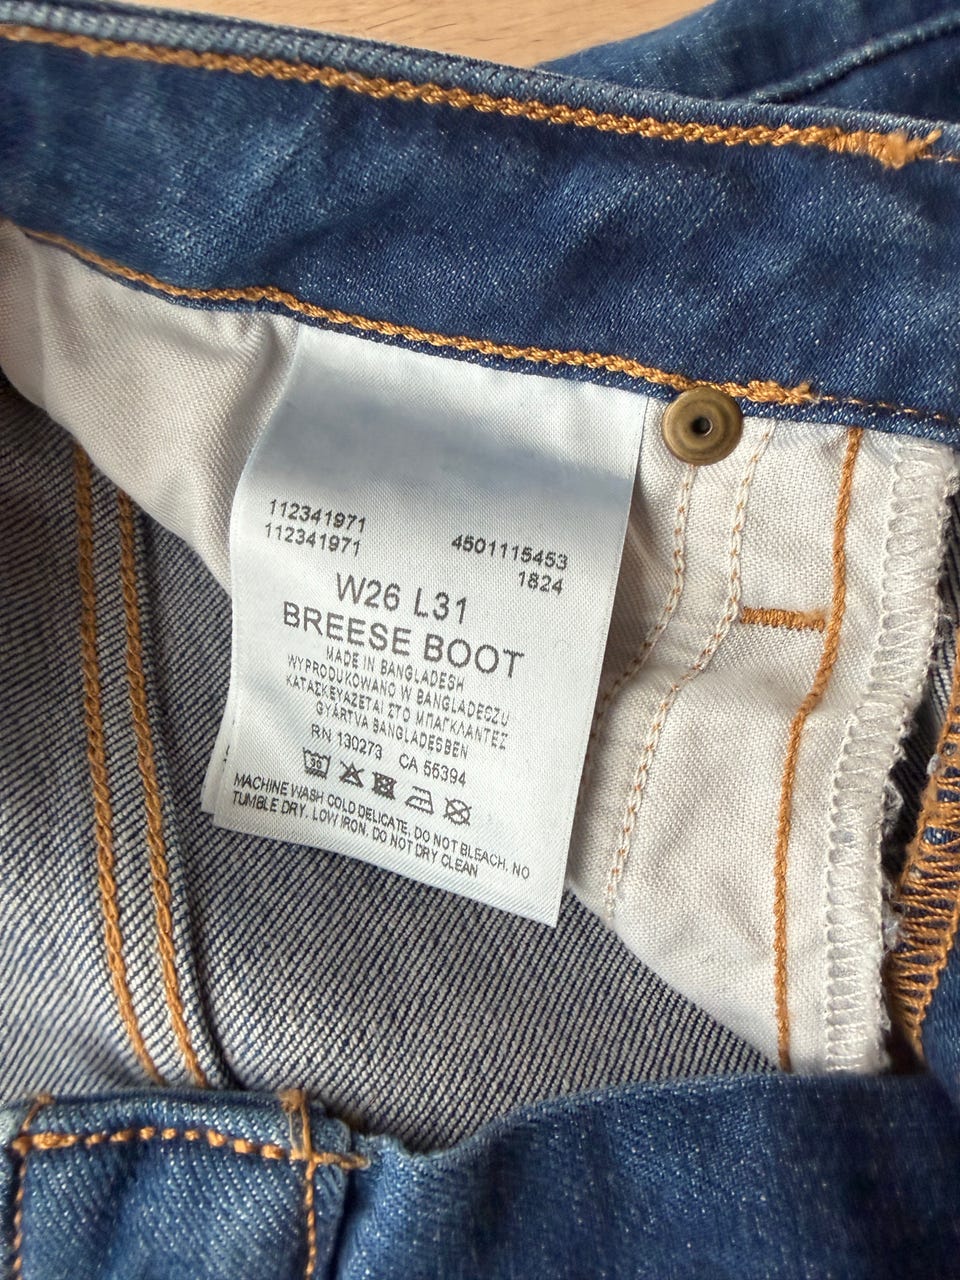 112341971
112341971
4501115453
1824
W26 L31
BREESE BOOT
MADE IN BANGLADESH
WYPRODUKOWANO W BANGLADESZU
ΚΑΤΑΣΚΕΥΑΖΕΤΑΙ ΣΤΟ ΜΠΑΓΚΛΑΝΤΕΣ
GYÁRTVA BANGLADESBEN
RN 130273 CA 55394
30
MACHINE WASH COLD DELICATE, DO NOT BLEACH, NO
TUMBLE DRY, LOW IRON, DO NOT DRY CLEAN